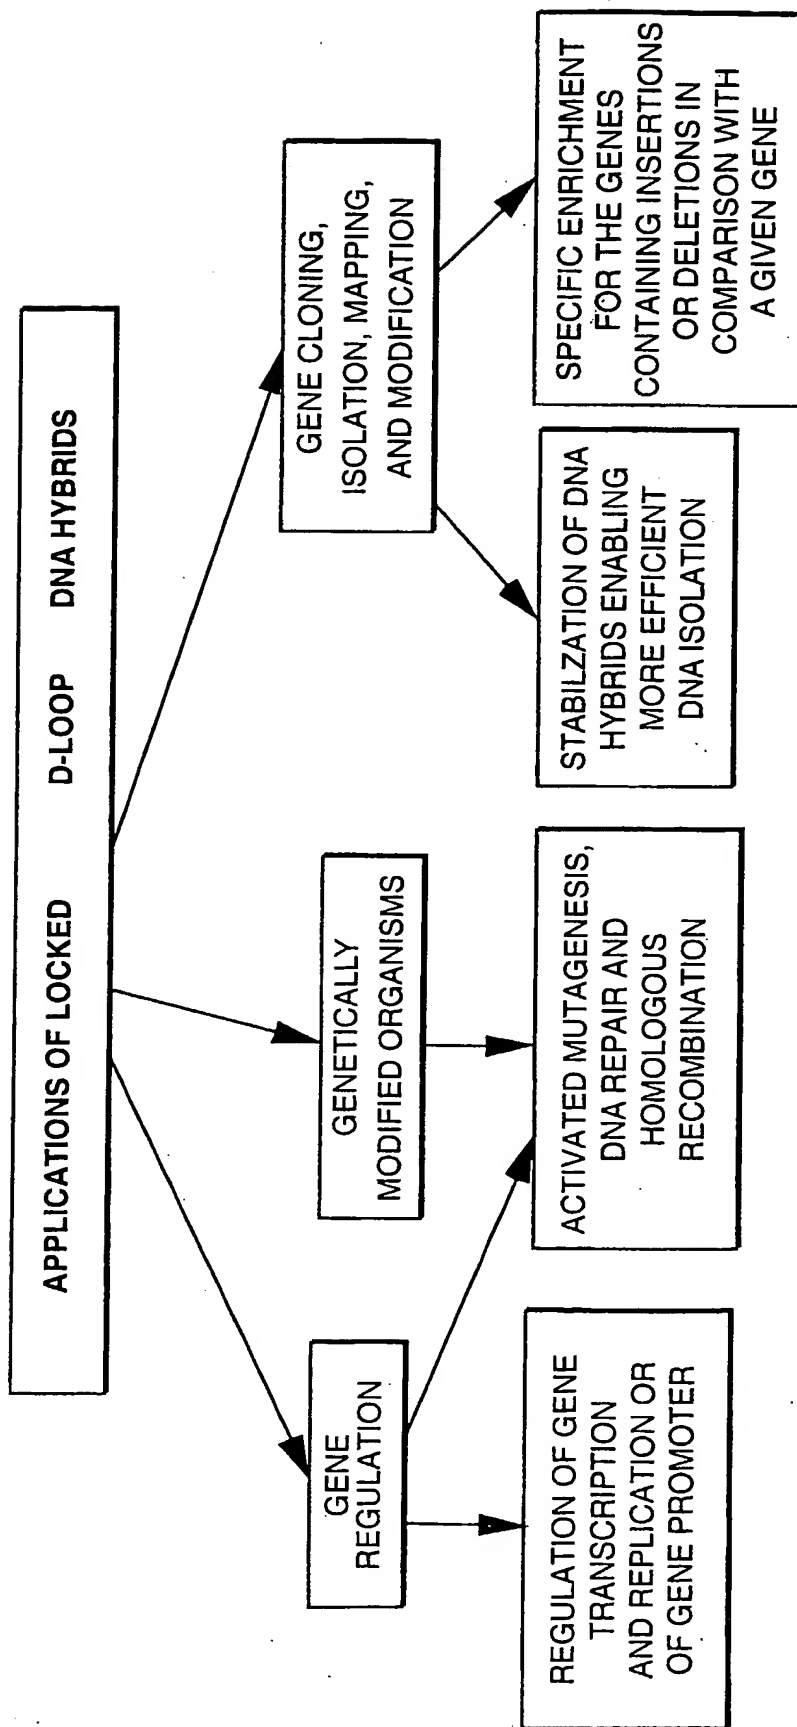 APPLICATIONS OF LOCKED D-LOOP DNA HYBRIDS
GENE
REGULATION
GENETICALLY
MODIFIED ORGANISMS
GENE CLONING,
ISOLATION, MAPPING,
AND MODIFICATION
REGULATION OF GENE
TRANSCRIPTION
AND REPLICATION OR
OF GENE PROMOTER
ACTIVATED MUTAGENESIS,
DNA REPAIR AND
HOMOLOGOUS
RECOMBINATION
STABILZATION OF DNA
HYBRIDS ENABLING
MORE EFFICIENT
DNA ISOLATION
SPECIFIC ENRICHMENT
FOR THE GENES
CONTAINING INSERTIONS
OR DELETIONS IN
COMPARISON WITH
A GIVEN GENE